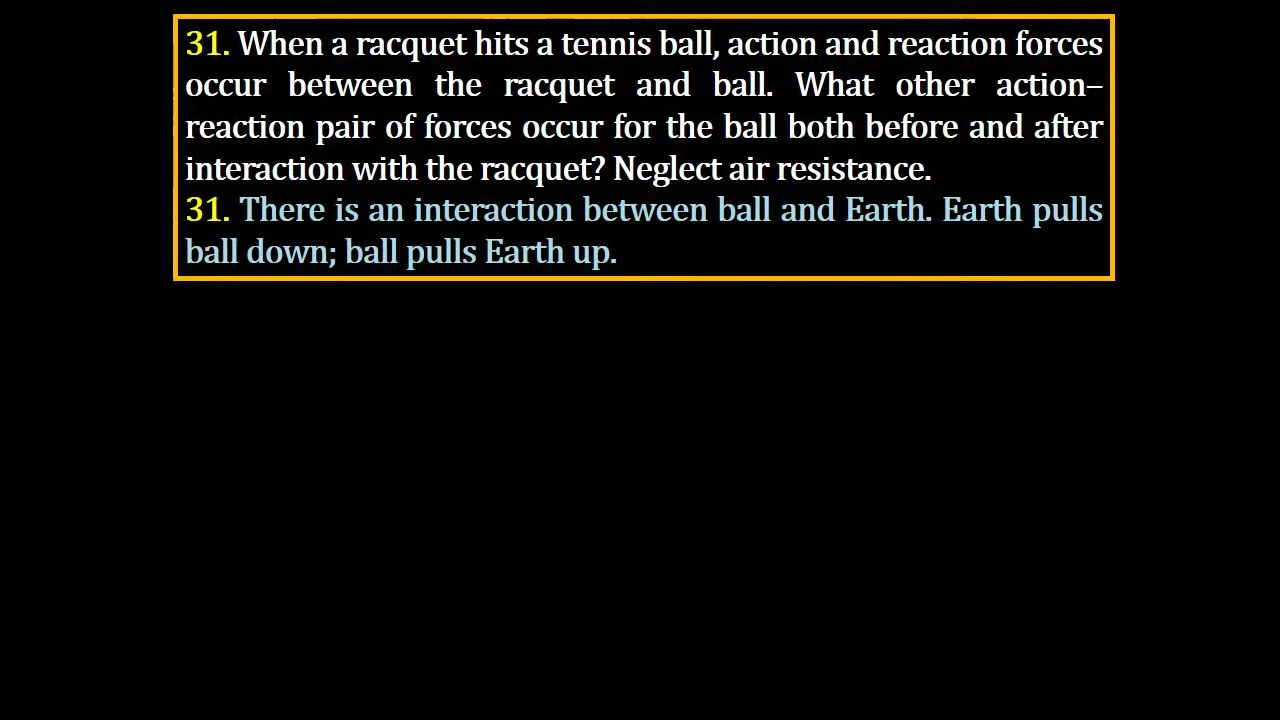 31. When a racquet hits a tennis ball, action and reaction forces
occur between the racquet and ball. What other action–
reaction pair of forces occur for the ball both before and after
interaction with the racquet? Neglect air resistance.
31. There is an interaction between ball and Earth. Earth pulls
ball down; ball pulls Earth up.